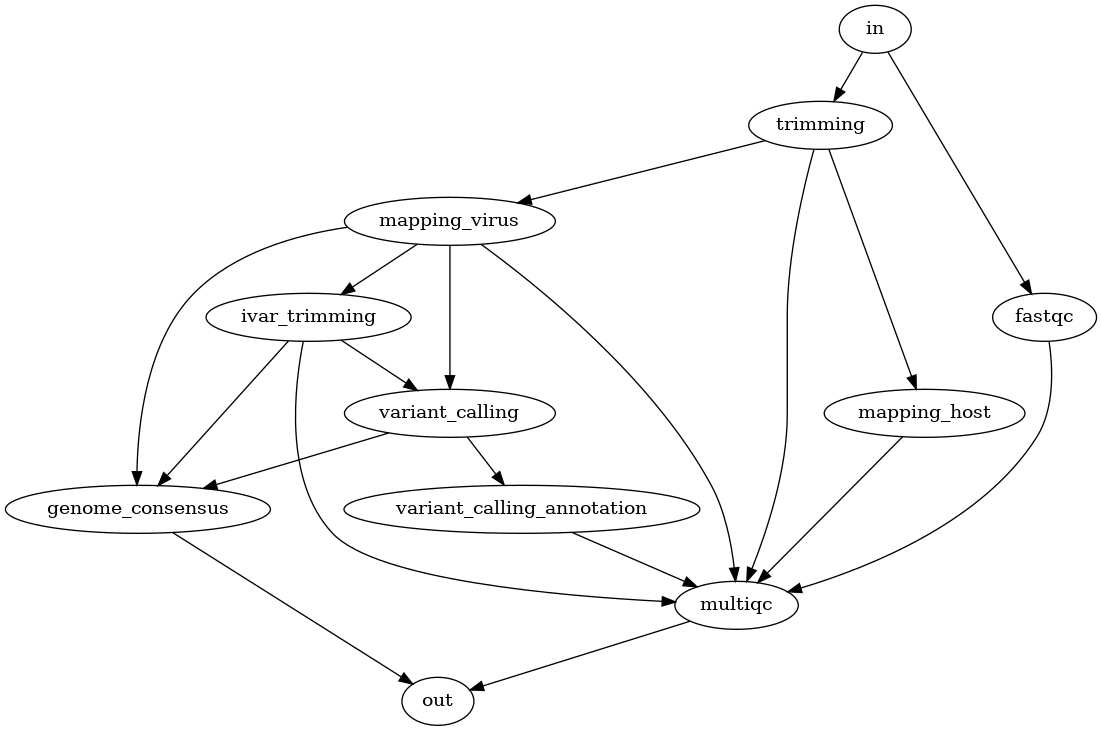 in
trimming
mapping_virus
ivar_trimming
fastqc
variant_calling
mapping_host
genome_consensus
variant_calling_annotation
multiqc
out